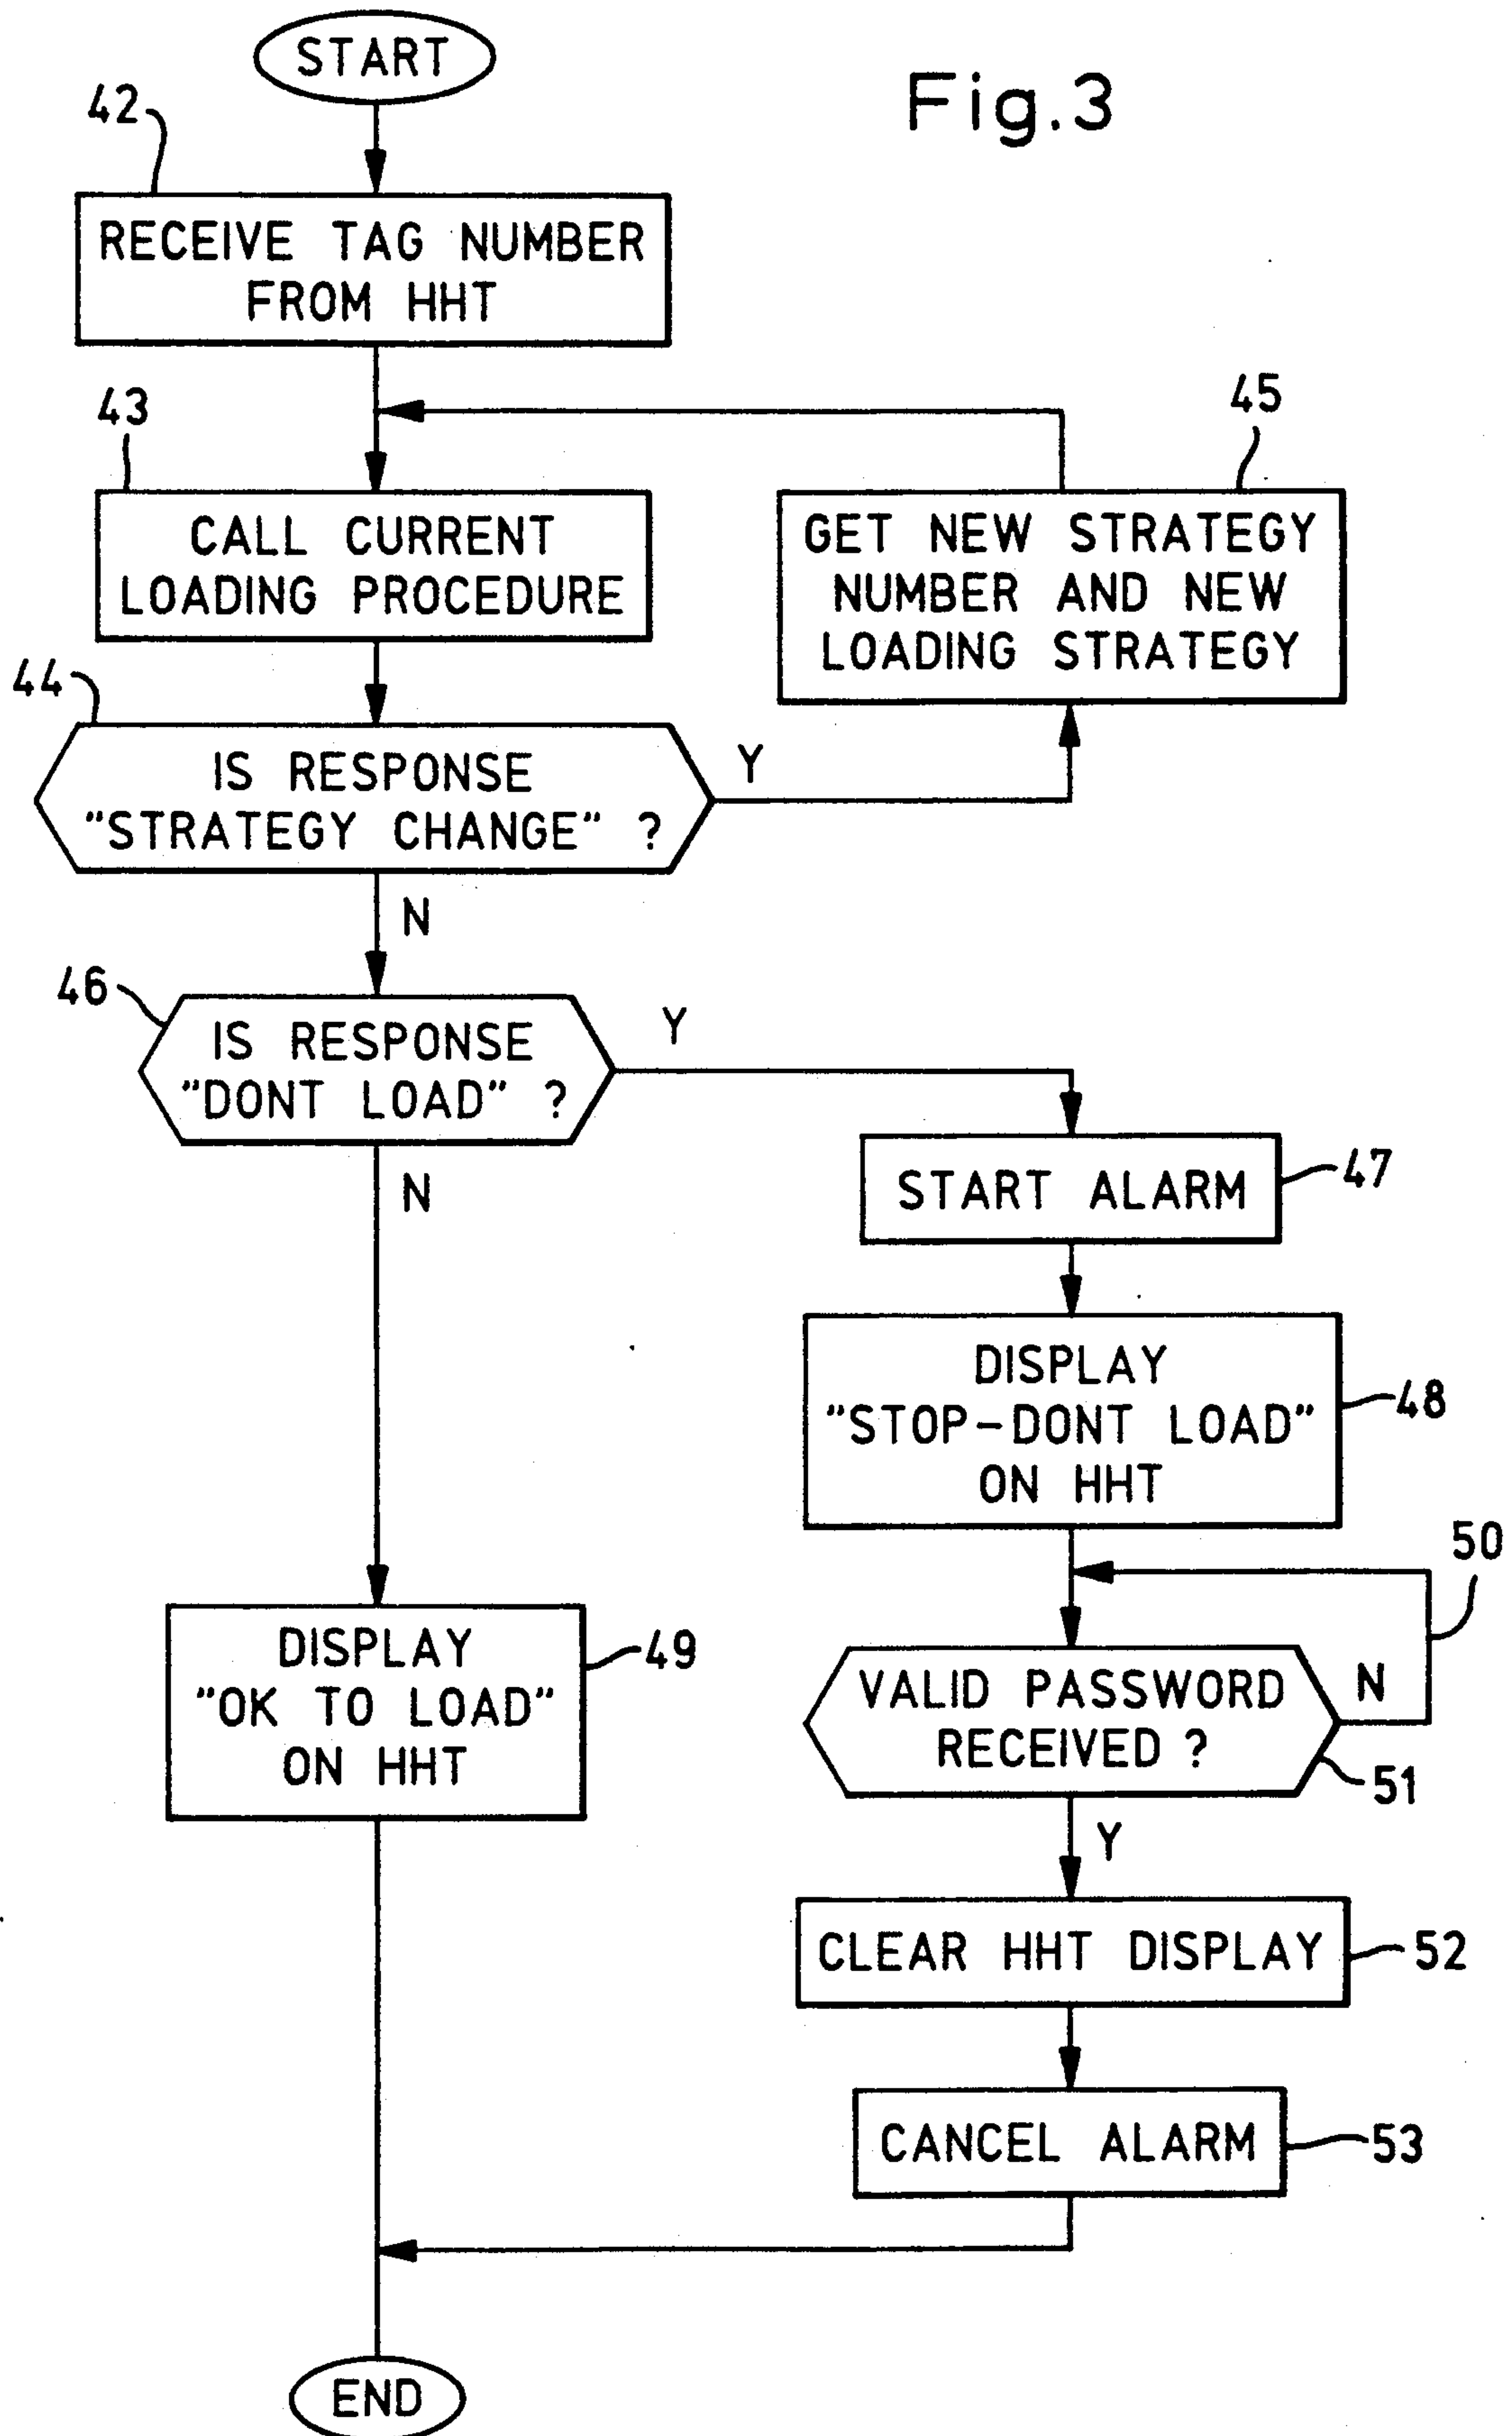 START
Fig.3
42
RECEIVE TAG NUMBER
FROM HHT
43
CALL CURRENT
LOADING PROCEDURE
45
GET NEW STRATEGY
NUMBER AND NEW
LOADING STRATEGY
44
IS RESPONSE
"STRATEGY CHANGE" ?
Y
N
46
IS RESPONSE
"DONT LOAD" ?
Y
N
START ALARM
47
DISPLAY
"STOP-DONT LOAD"
ON HHT
48
50
DISPLAY
"OK TO LOAD"
ON HHT
49
VALID PASSWORD
RECEIVED ?
N
51
Y
CLEAR HHT DISPLAY
52
CANCEL ALARM
53
END